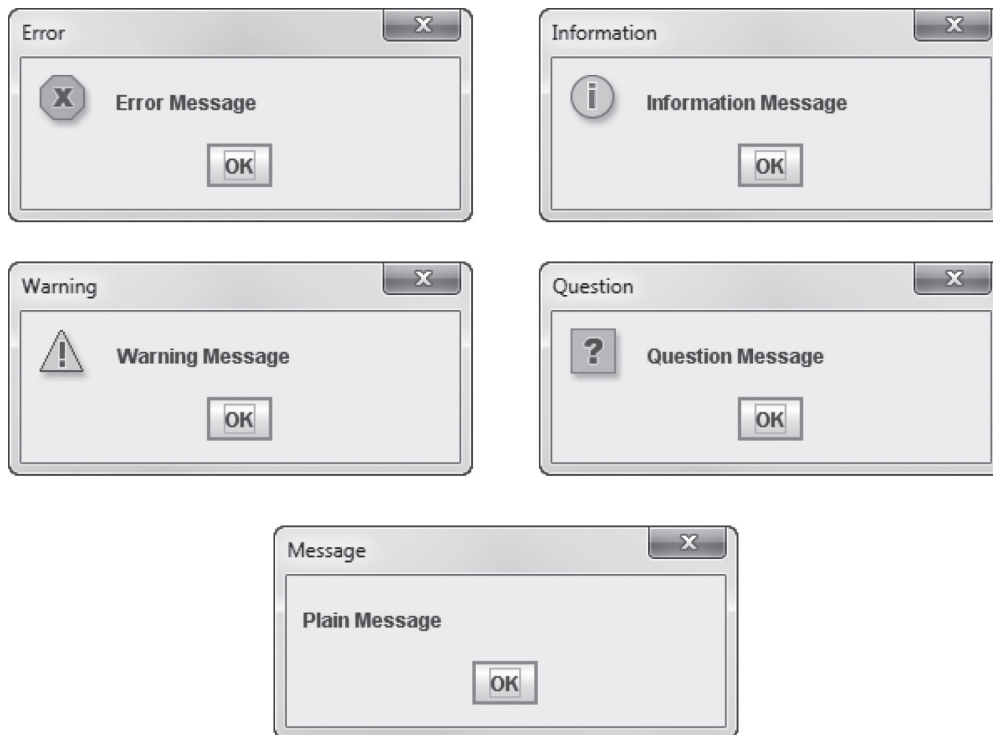 Error
X
Error Message
OK
Information
X
i
Information Message
OK
Warning
X
!
Warning Message
OK
Question
X
?
Question Message
OK
Message
X
Plain Message
OK